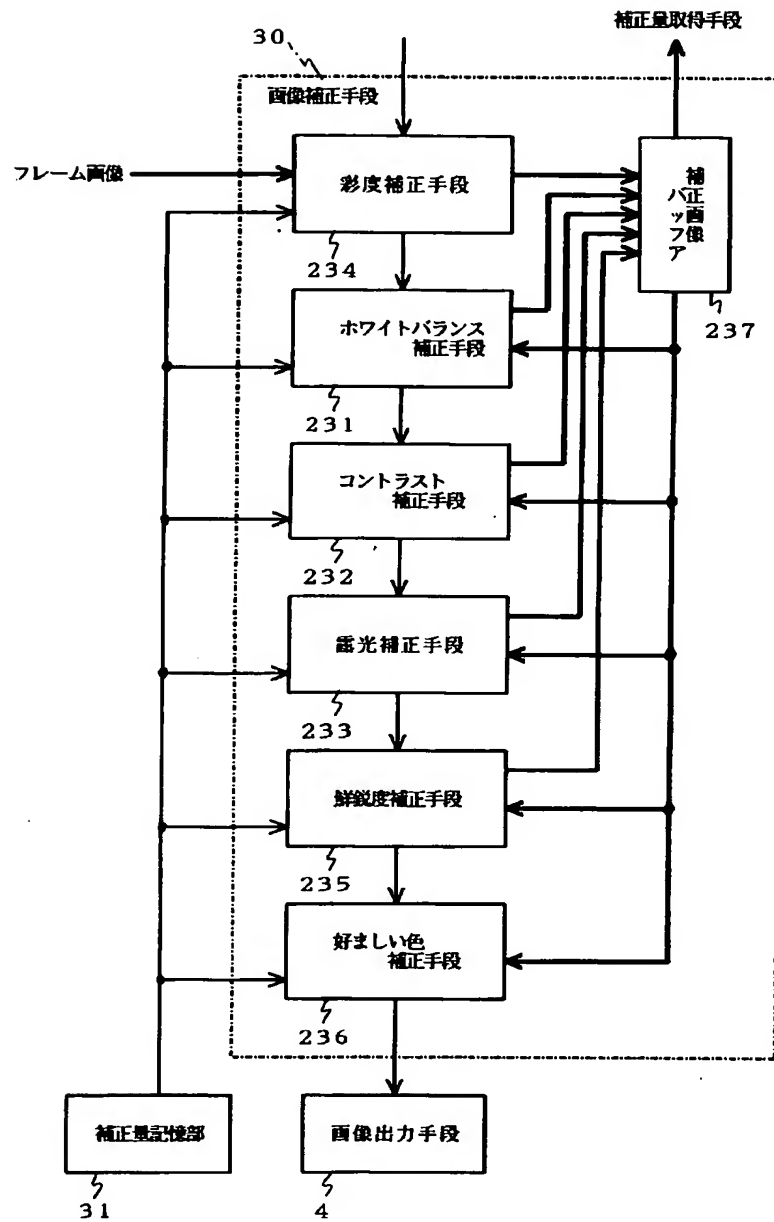 補正量取得手段
30
画像補正手段
フレーム画像
彩度補正手段
234
補正画像
バッファ
237
ホワイトバランス
補正手段
231
コントラスト
補正手段
232
露光補正手段
233
鮮鋭度補正手段
235
好ましい色
補正手段
236
補正量記憶部
31
画像出力手段
4